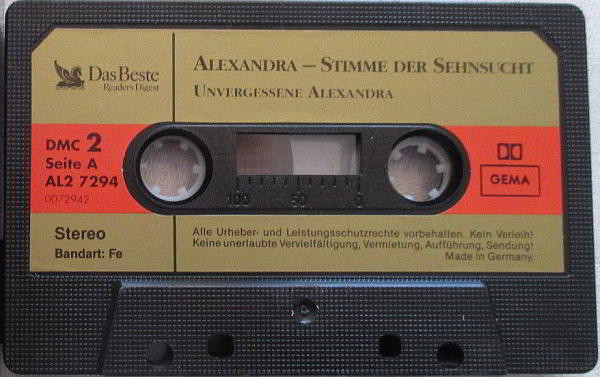 Das Beste
Reader's Digest
ALEXANDRA – STIMME DER SEHNSUCHT
UNVERGESSENE ALEXANDRA
DMC 2
Seite A
AL2 7294
0072942
100 50 0
GEMA
Stereo
Bandart: Fe
Alle Urheber- und Leistungsschutzrechte vorbehalten. Kein Verleih!
Keine unerlaubte Vervielfältigung, Vermietung, Aufführung, Sendung!
Made in Germany.